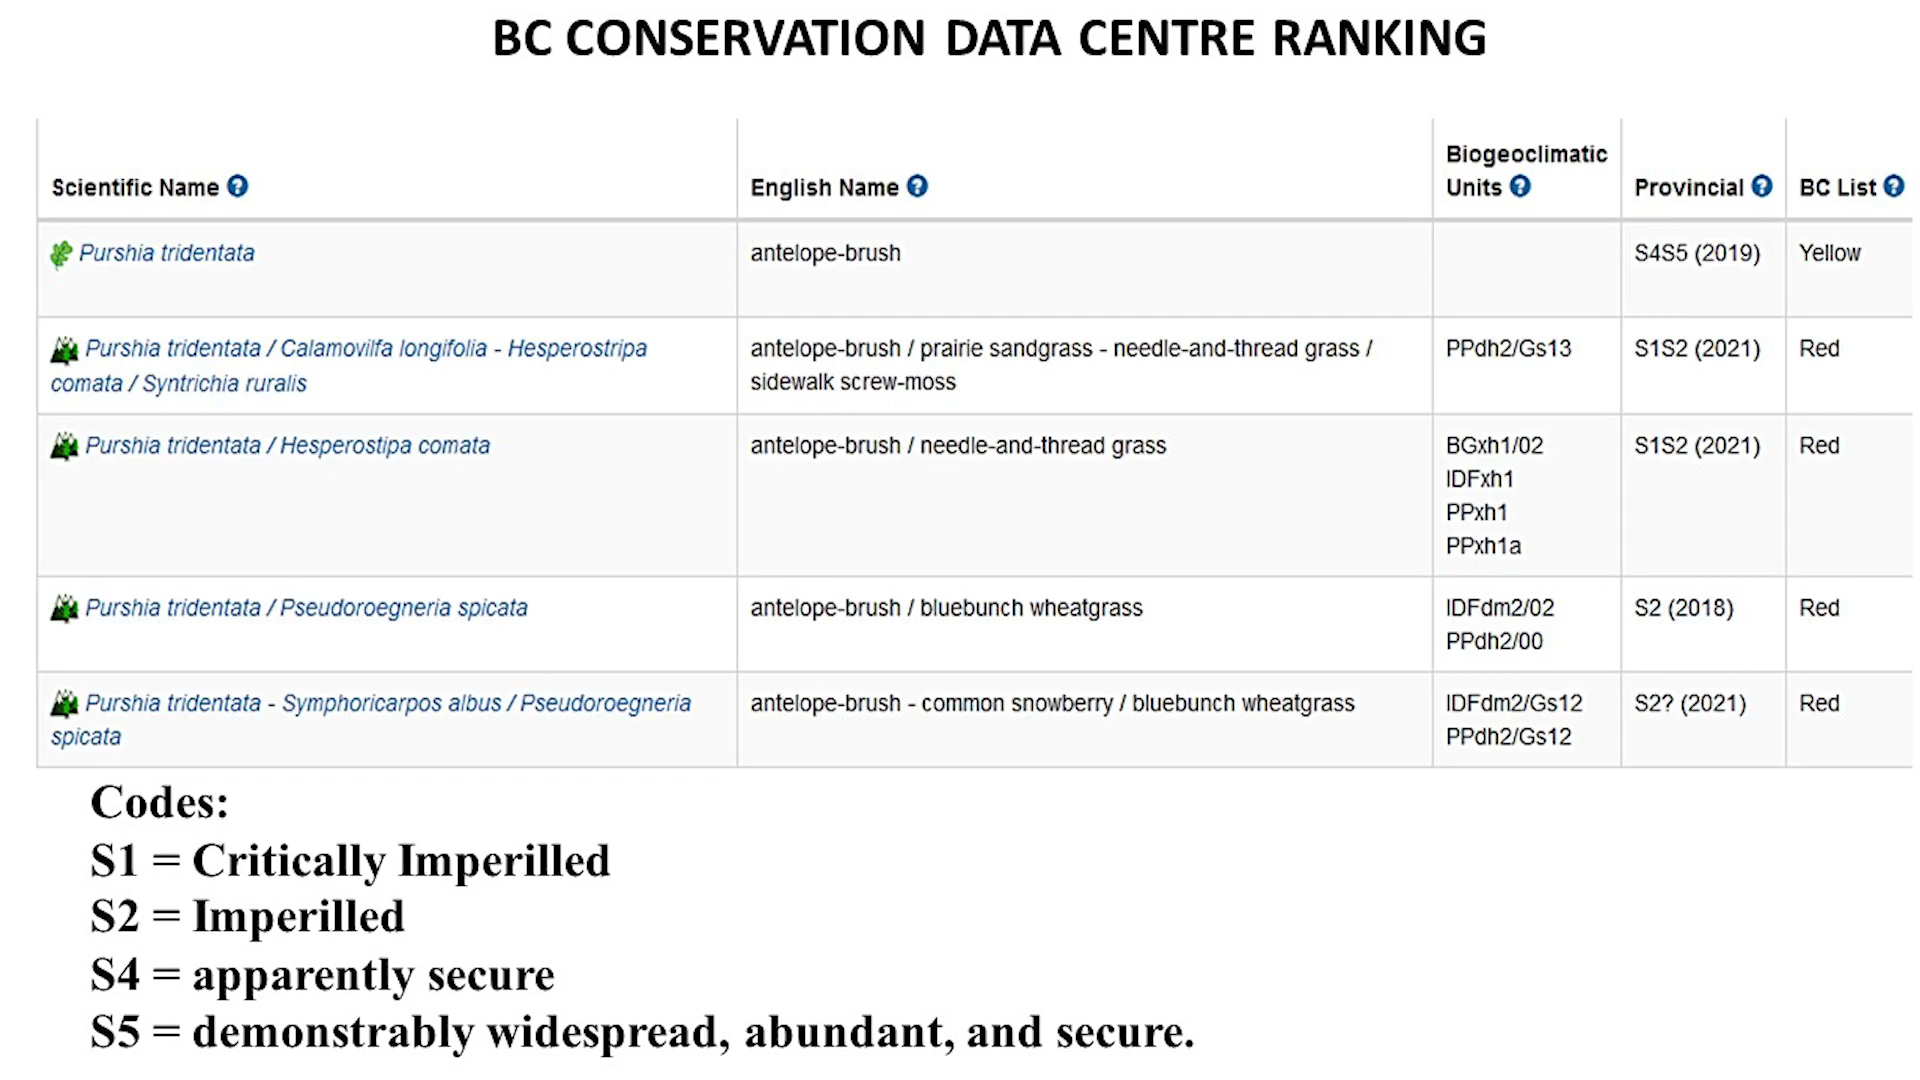 BC CONSERVATION DATA CENTRE RANKING
Scientific Name
English Name
Biogeoclimatic
Units
Provincial
BC List
Purshia tridentata
antelope-brush
S4S5 (2019)
Yellow
Purshia tridentata / Calamovilfa longifolia - Hesperostripa
comata / Syntrichia ruralis
antelope-brush / prairie sandgrass - needle-and-thread grass /
sidewalk screw-moss
PPdh2/Gs13
S1S2 (2021)
Red
Purshia tridentata / Hesperostipa comata
antelope-brush / needle-and-thread grass
BGxh1/02
IDFxh1
PPxh1
PPxh1a
S1S2 (2021)
Red
Purshia tridentata / Pseudoroegneria spicata
antelope-brush / bluebunch wheatgrass
IDFdm2/02
PPdh2/00
S2 (2018)
Red
Purshia tridentata - Symphoricarpos albus / Pseudoroegneria
spicata
antelope-brush - common snowberry / bluebunch wheatgrass
IDFdm2/Gs12
PPdh2/Gs12
S2? (2021)
Red
Codes:
S1 = Critically Imperilled
S2 = Imperilled
S4 = apparently secure
S5 = demonstrably widespread, abundant, and secure.